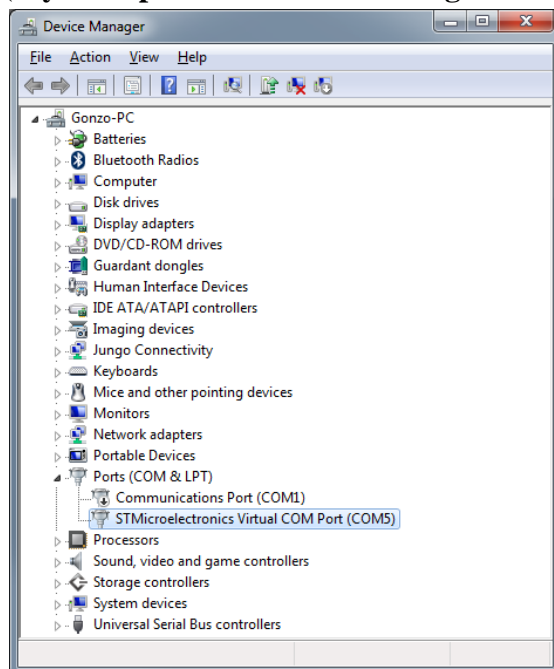 Device Manager
File Action View Help
Gonzo-PC
Batteries
Bluetooth Radios
Computer
Disk drives
Display adapters
DVD/CD-ROM drives
Guardant dongles
Human Interface Devices
IDE ATA/ATAPI controllers
Imaging devices
Jungo Connectivity
Keyboards
Mice and other pointing devices
Monitors
Network adapters
Portable Devices
Ports (COM & LPT)
Communications Port (COM1)
STMicroelectronics Virtual COM Port (COM5)
Processors
Sound, video and game controllers
Storage controllers
System devices
Universal Serial Bus controllers